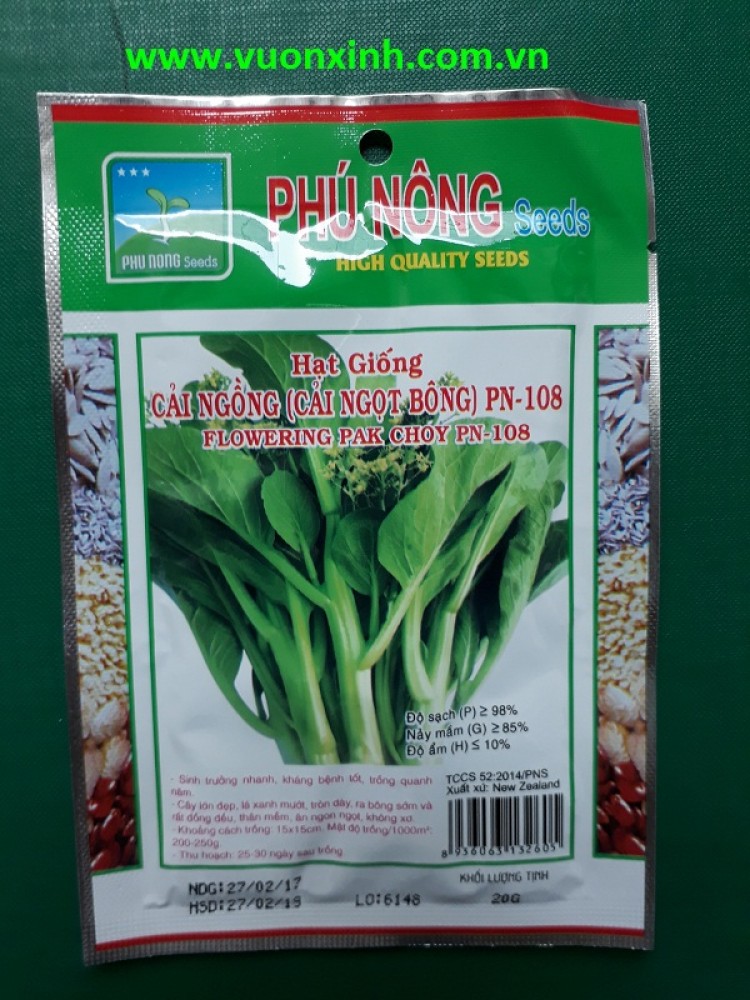 www.vuonxinh.com.vn
PHU NONG Seeds
PHÚ NÔNG Seeds
HIGH QUALITY SEEDS
Hạt Giống
CẢI NGỒNG (CẢI NGỌT BÔNG) PN-108
FLOWERING PAK CHOY PN-108
Độ sạch (P) ≥ 98%
Nảy mầm (G) ≥ 85%
Độ ẩm (H) ≤ 10%
- Sinh trưởng nhanh, kháng bệnh tốt, trồng quanh
năm.
- Cây lớn đẹp, lá xanh mướt, tròn dày, ra bông sớm và
rất đồng đều, thân mềm, ăn ngon ngọt, không xơ.
- Khoảng cách trồng: 15x15cm. Mật độ trồng/1000m²:
200-250g.
- Thu hoạch: 25-30 ngày sau trồng.
TCCS 52:2014/PNS
Xuất xứ: New Zealand
8 936063 132605
KHỐI LƯỢNG TỊNH
20G
NDG:27/02/17
HSD:27/02/19
LO:6148